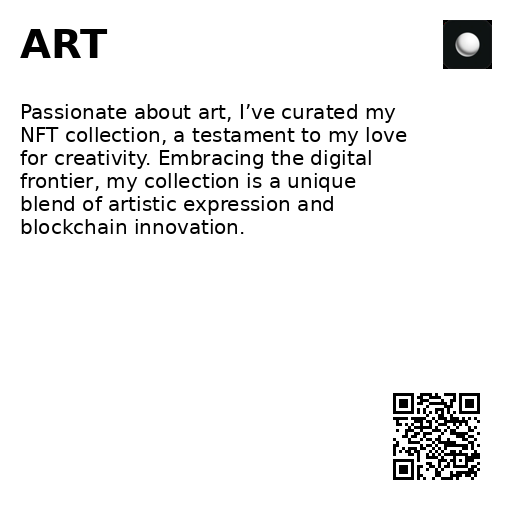 ART
Passionate about art, I’ve curated my
NFT collection, a testament to my love
for creativity. Embracing the digital
frontier, my collection is a unique
blend of artistic expression and
blockchain innovation.